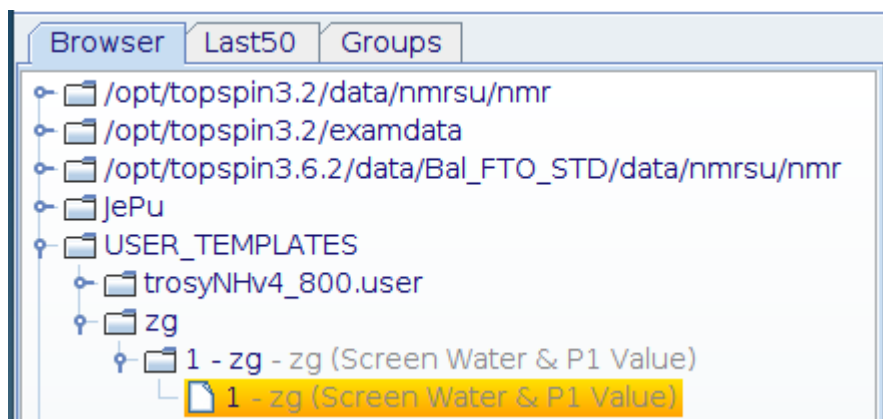 Browser Last50 Groups
/opt/topspin3.2/data/nmrsu/nmr
/opt/topspin3.2/examdata
/opt/topspin3.6.2/data/Bal_FTO_STD/data/nmrsu/nmr
JePu
USER_TEMPLATES
trosyNHv4_800.user
zg
1 - zg - zg (Screen Water & P1 Value)
1 - zg (Screen Water & P1 Value)